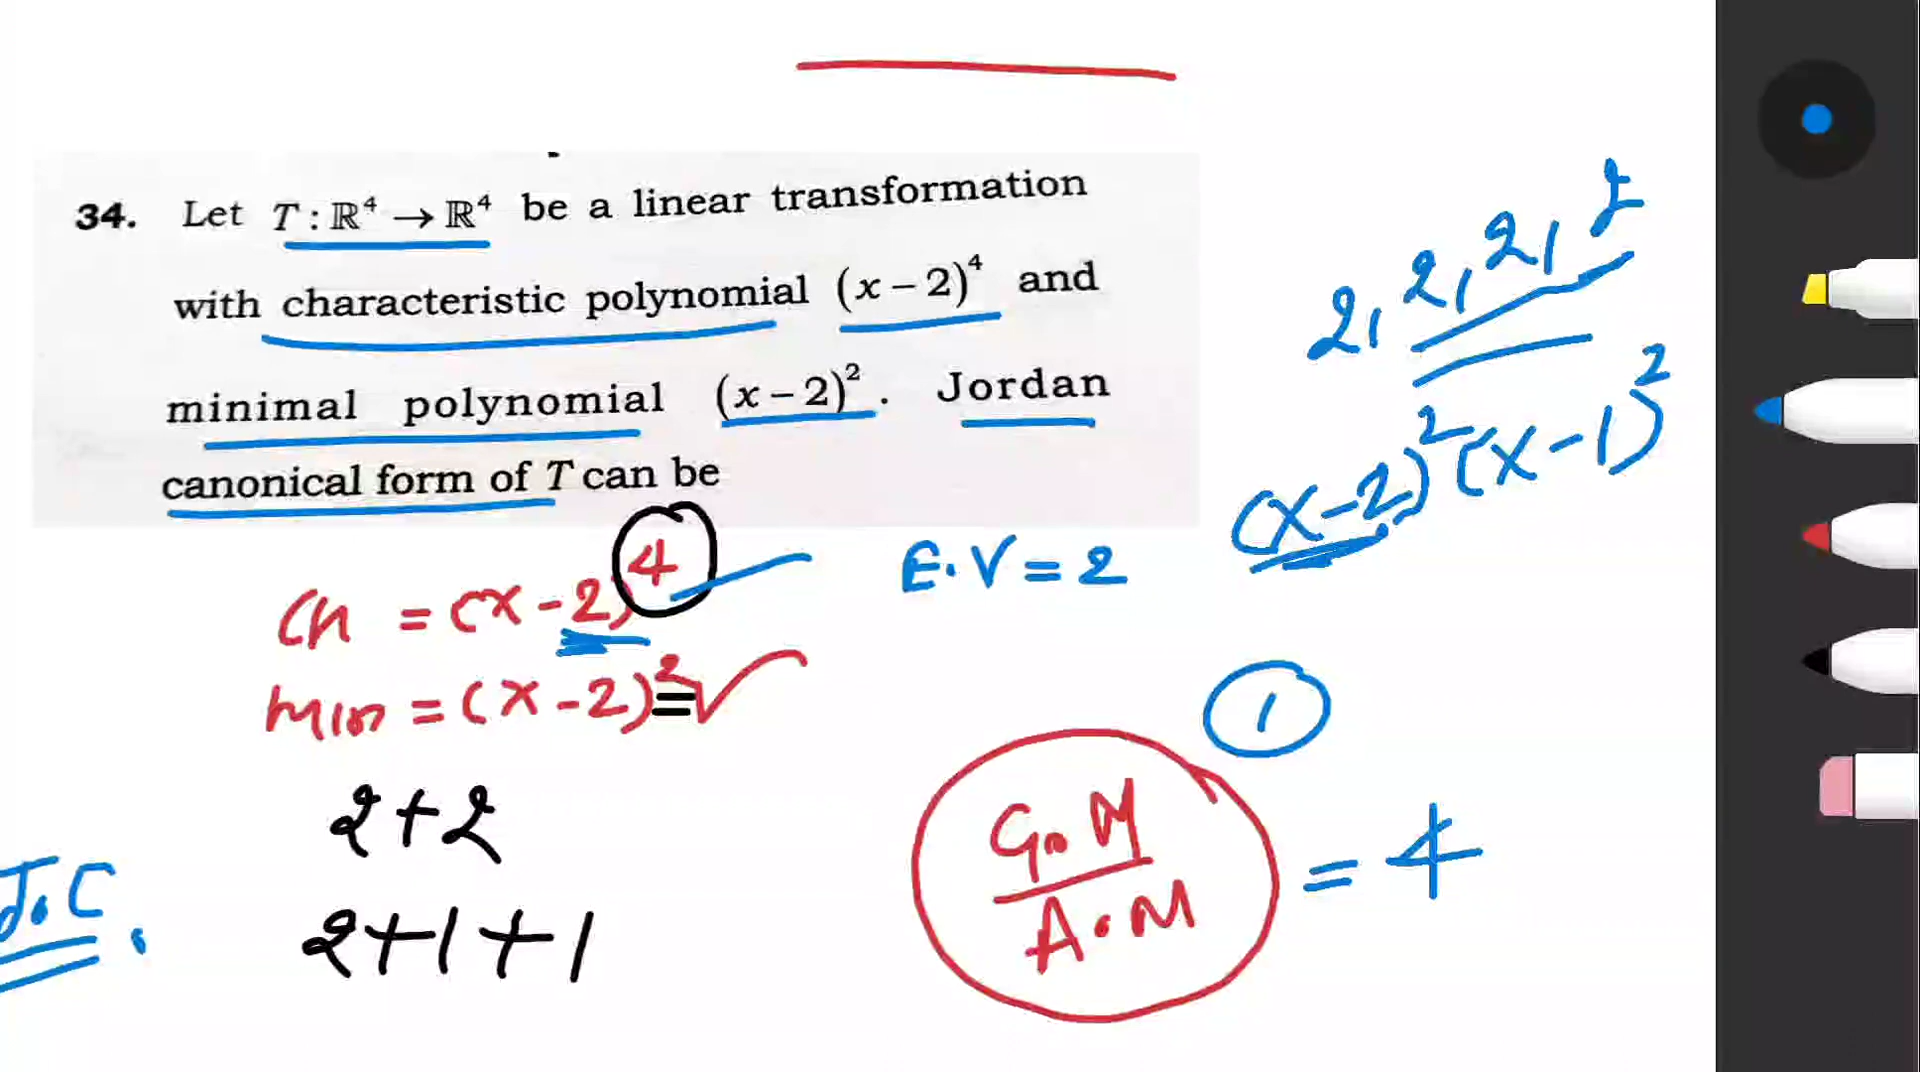 34. Let T : ℝ⁴ → ℝ⁴ be a linear transformation
with characteristic polynomial (x – 2)⁴ and
minimal polynomial (x – 2)². Jordan
canonical form of T can be
2, 2, 2, 2
(x-2)² (x-1)²
Ch = (x-2)⁴
E.V = 2
Min = (x-2)²
1
2+2
G.M
A.M
= 4
J.C.
2+1+1